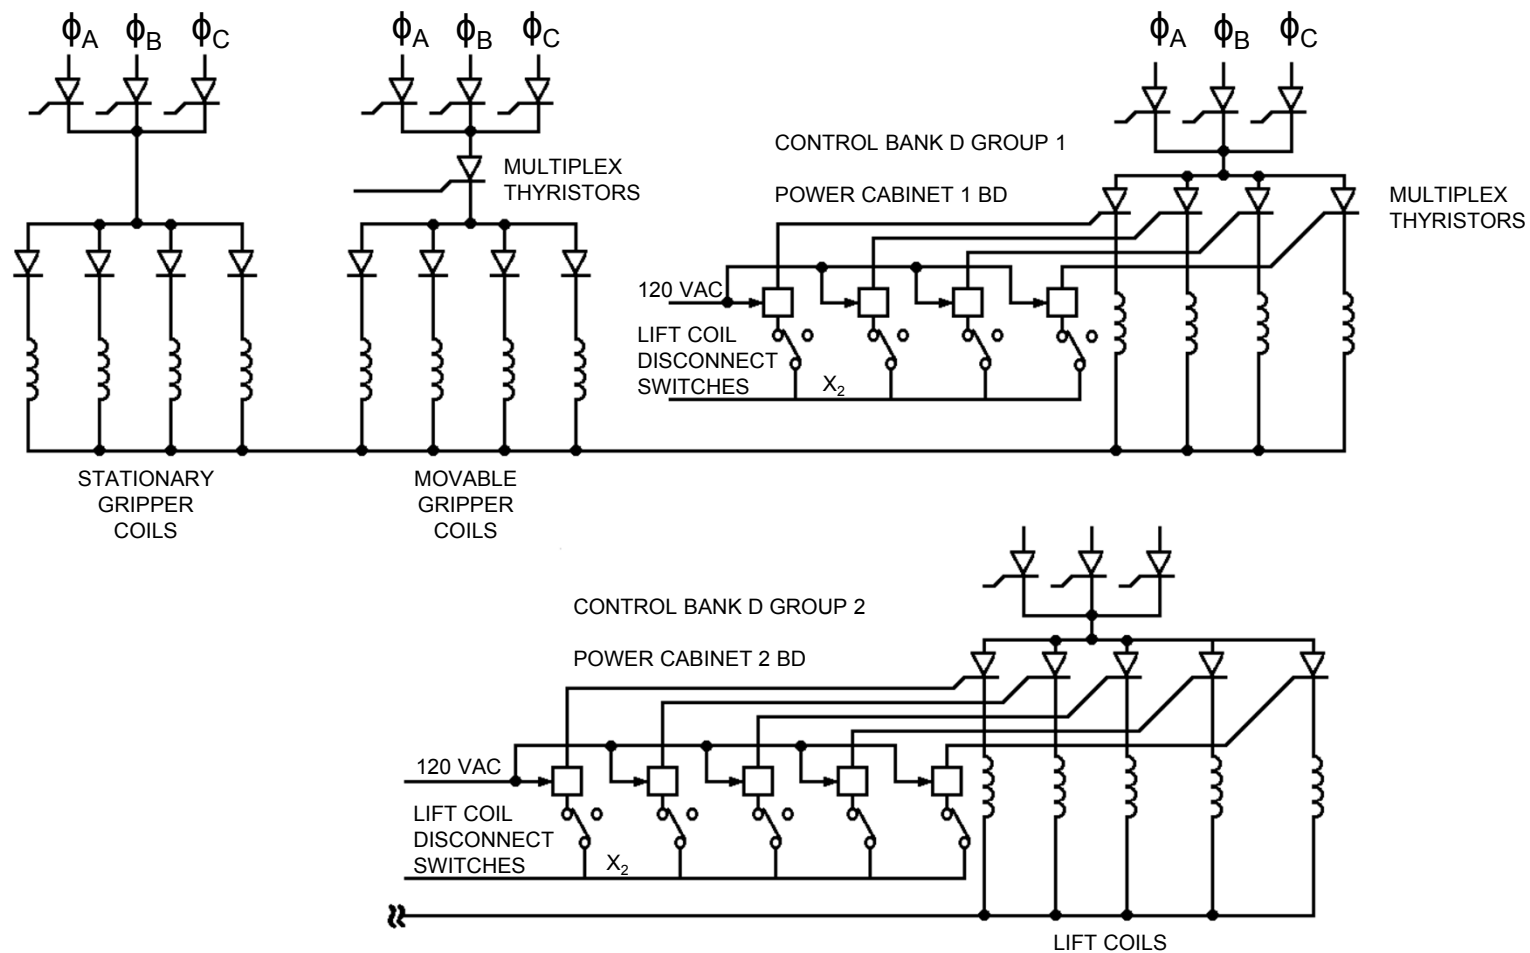 ϕA ϕB ϕC
ϕA ϕB ϕC
ϕA ϕB ϕC
MULTIPLEX
THYRISTORS
CONTROL BANK D GROUP 1
POWER CABINET 1 BD
MULTIPLEX
THYRISTORS
120 VAC
LIFT COIL
DISCONNECT
SWITCHES
X2
STATIONARY
GRIPPER
COILS
MOVABLE
GRIPPER
COILS
CONTROL BANK D GROUP 2
POWER CABINET 2 BD
120 VAC
LIFT COIL
DISCONNECT
SWITCHES
X2
LIFT COILS